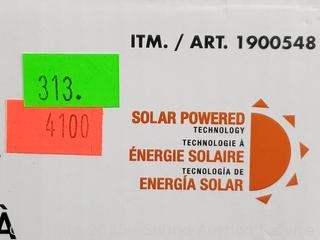 ITM. / ART. 1900548
313.
4100
SOLAR POWERED
TECHNOLOGY
TECHNOLOGIE À
ÉNERGIE SOLAIRE
TECNOLOGÍA DE
ENERGÍA SOLAR
À